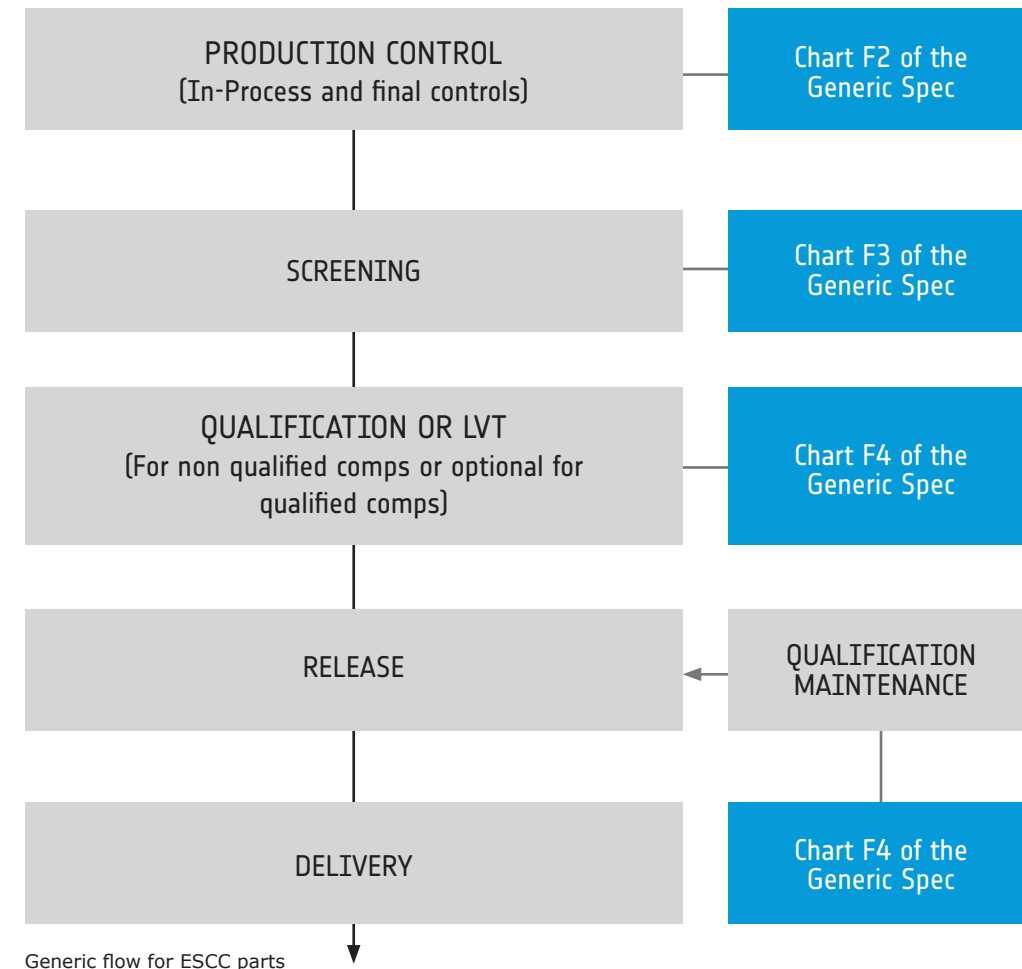 PRODUCTION CONTROL
(In-Process and final controls)
Chart F2 of the
Generic Spec
SCREENING
Chart F3 of the
Generic Spec
QUALIFICATION OR LVT
(For non qualified comps or optional for
qualified comps)
Chart F4 of the
Generic Spec
RELEASE
QUALIFICATION
MAINTENANCE
DELIVERY
Chart F4 of the
Generic Spec
Generic flow for ESCC parts